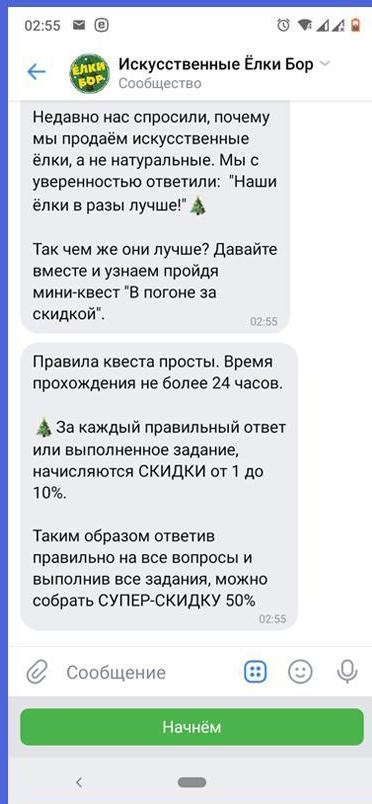 02:55
Искусственные Ёлки Бор
Сообщество
ЁЛКИ
БОР
Недавно нас спросили, почему
мы продаём искусственные
ёлки, а не натуральные. Мы с
уверенностью ответили:  "Наши
ёлки в разы лучше!"🎄
Так чем же они лучше? Давайте
вместе и узнаем пройдя
мини-квест "В погоне за
скидкой".
02:55
Правила квеста просты. Время
прохождения не более 24 часов.
🎄За каждый правильный ответ
или выполненное задание,
начисляются СКИДКИ от 1 до
10%.
Таким образом ответив
правильно на все вопросы и
выполнив все задания, можно
собрать СУПЕР-СКИДКУ 50%
02:55
Сообщение
Начнём